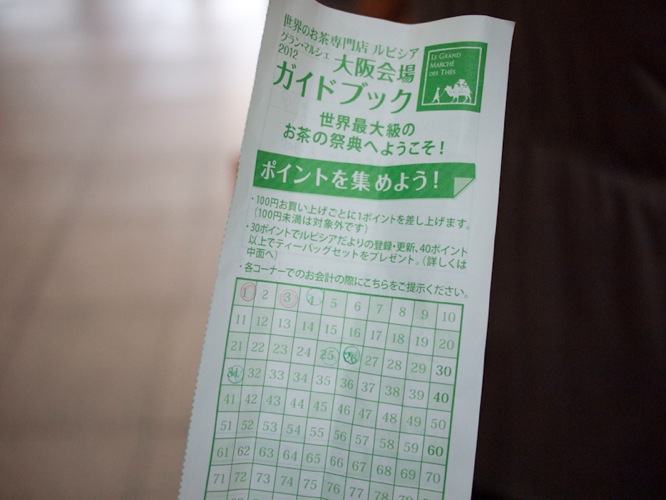 世界のお茶専門店 ルピシア
グラン・マルシェ
2012
大阪会場
ガイドブック
LE GRAND
MARCHÉ
DES THÉS
世界最大級の
お茶の祭典へようこそ!
ポイントを集めよう!
・100円お買い上げごとに1ポイントを差し上げます。
(100円未満は対象外です)
・30ポイントでルピシアだよりの登録・更新、40ポイント
以上でティーバッグセットをプレゼント。(詳しくは
中面へ)
・各コーナーでのお会計の際にこちらをご提示ください。
1 2 3 4 5 6 7 8 9 10
11 12 13 14 15 16 17 18 19 20
21 22 23 24 25 26 27 28 29 30
31 32 33 34 35 36 37 38 39 40
41 42 43 44 45 46 47 48 49 50
51 52 53 54 55 56 57 58 59 60
61 62 63 64 65 66 67 68 69 70
71 72 73 74 75 76 77 78 79 80